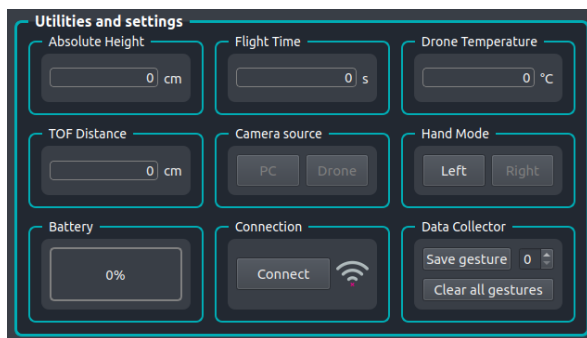 Utilities and settings
Absolute Height
0 cm
Flight Time
0 s
Drone Temperature
0 °C
TOF Distance
0 cm
Camera source
PC Drone
Hand Mode
Left Right
Battery
0%
Connection
Connect
Data Collector
Save gesture 0
Clear all gestures